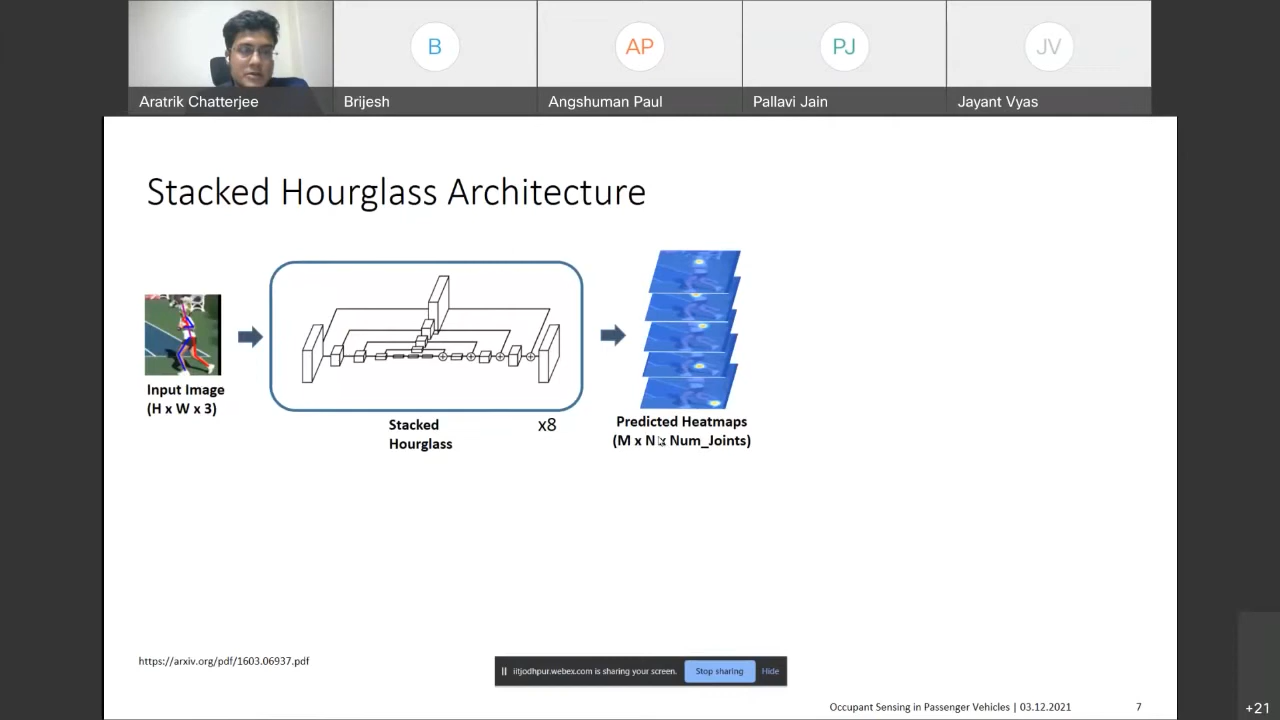 B
AP
PJ
JV
Aratrik Chatterjee
Brijesh
Angshuman Paul
Pallavi Jain
Jayant Vyas
Stacked Hourglass Architecture
Input Image
(H x W x 3)
Stacked
Hourglass
x8
Predicted Heatmaps
(M x N x Num_Joints)
https://arxiv.org/pdf/1603.06937.pdf
iitjodhpur.webex.com is sharing your screen.
Stop sharing
Hide
Occupant Sensing in Passenger Vehicles | 03.12.2021
7
+21